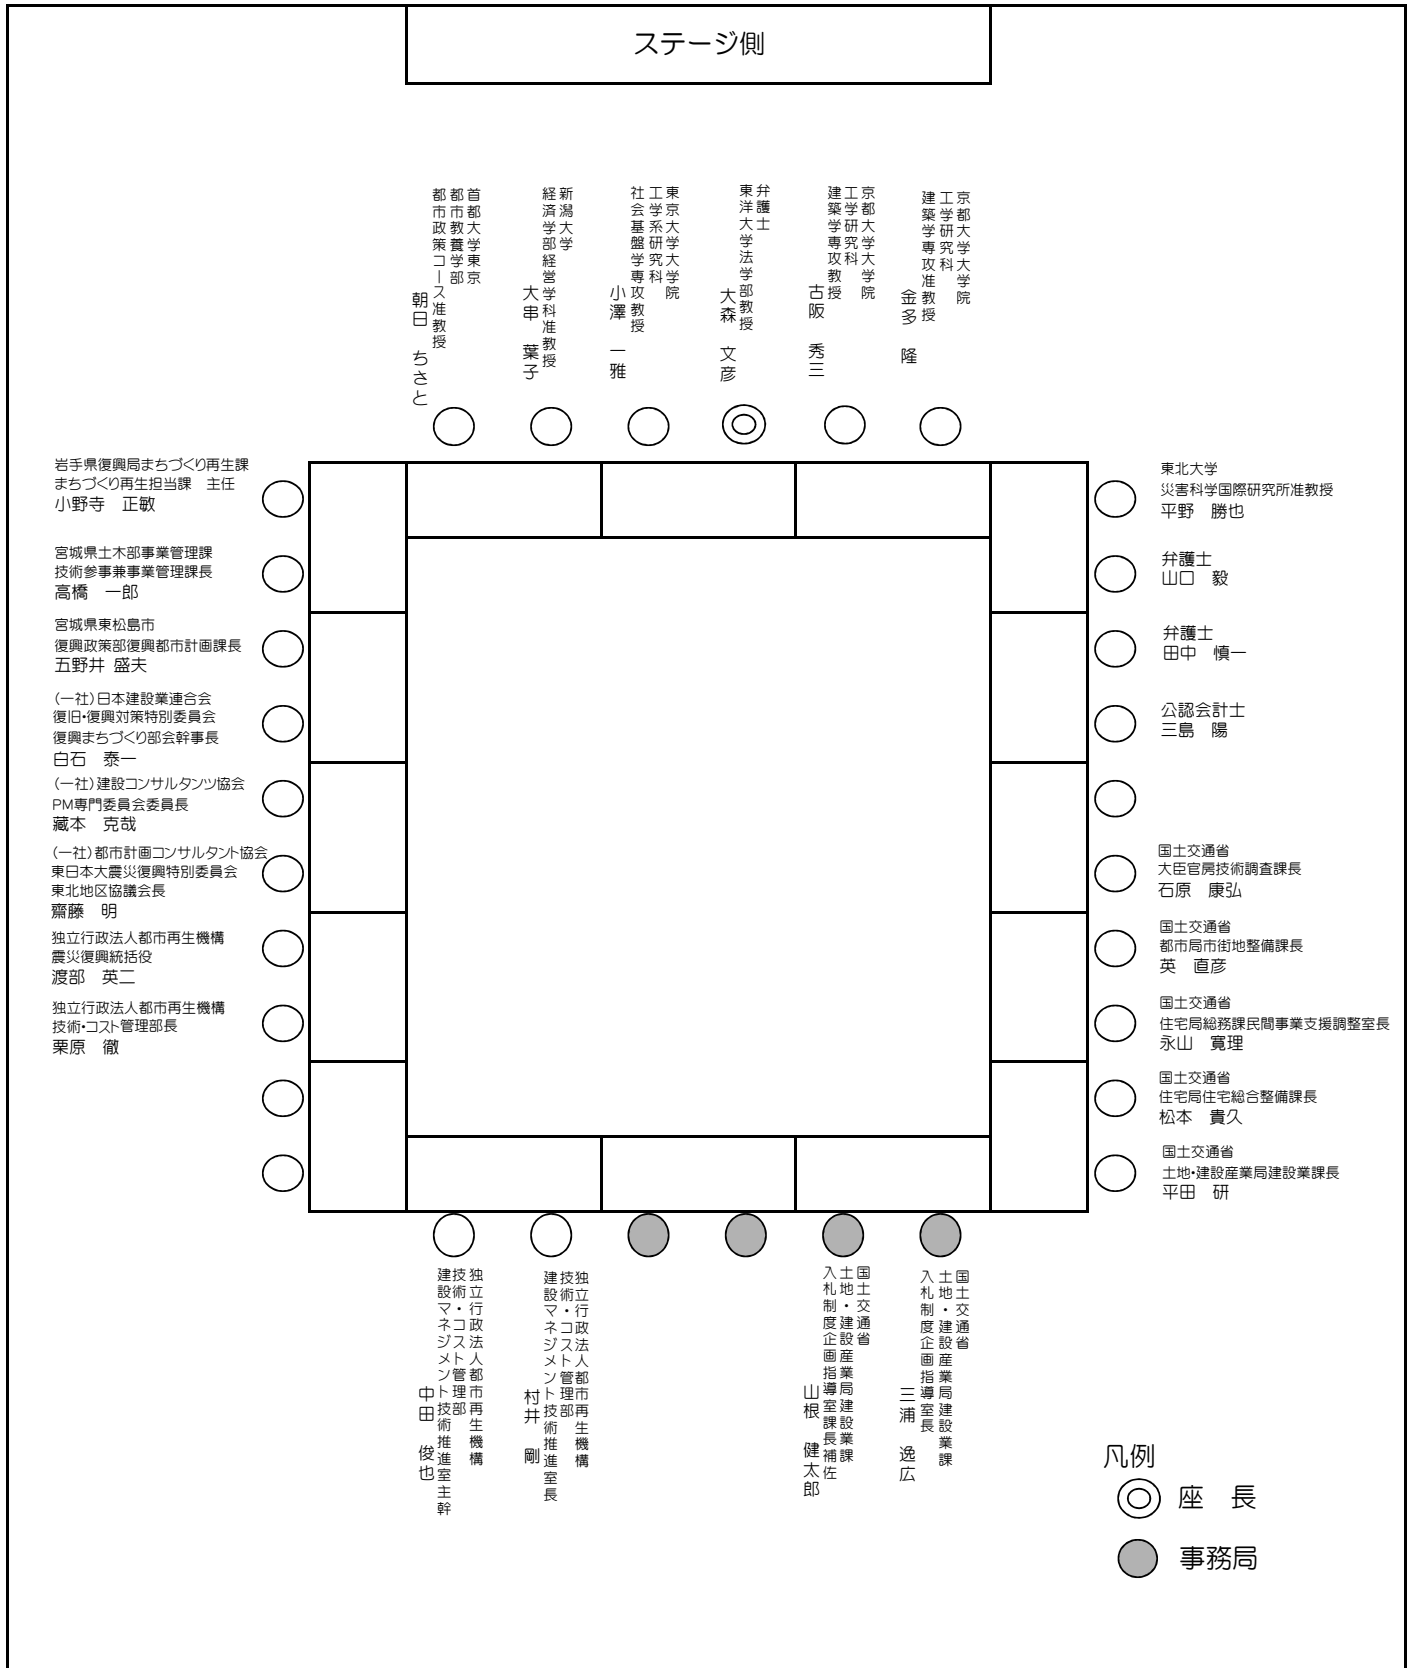 ステージ側
首都大学東京
都市教養学部
都市政策コース准教授
朝日　ちさと
新潟大学
経済学部経営学科准教授
大串　葉子
東京大学大学院
工学系研究科
社会基盤学専攻教授
小澤　一雅
弁護士
東洋大学法学部教授
大森　文彦
京都大学大学院
工学研究科
建築学専攻教授
古阪　秀三
京都大学大学院
工学研究科
建築学専攻准教授
金多　隆
岩手県復興局まちづくり再生課
まちづくり再生担当課　主任
小野寺　正敏
宮城県土木部事業管理課
技術参事兼事業管理課長
高橋　一郎
宮城県東松島市
復興政策部復興都市計画課長
五野井 盛夫
(一社)日本建設業連合会
復旧・復興対策特別委員会
復興まちづくり部会幹事長
白石　泰一
(一社)建設コンサルタンツ協会
PM専門委員会委員長
藏本　克哉
(一社)都市計画コンサルタント協会
東日本大震災復興特別委員会
東北地区協議会長
齋藤　明
独立行政法人都市再生機構
震災復興統括役
渡部　英二
独立行政法人都市再生機構
技術・コスト管理部長
栗原　徹
東北大学
災害科学国際研究所准教授
平野　勝也
弁護士
山口　毅
弁護士
田中　慎一
公認会計士
三島　陽
国土交通省
大臣官房技術調査課長
石原　康弘
国土交通省
都市局市街地整備課長
英　直彦
国土交通省
住宅局総務課民間事業支援調整室長
永山　寛理
国土交通省
住宅局住宅総合整備課長
松本　貴久
国土交通省
土地・建設産業局建設業課長
平田　研
独立行政法人都市再生機構
技術・コスト管理部
建設マネジメント技術推進室主幹
中田　俊也
独立行政法人都市再生機構
技術・コスト管理部
建設マネジメント技術推進室長
村井　剛
国土交通省
土地・建設産業局建設業課
入札制度企画指導室課長補佐
山根　健太郎
国土交通省
土地・建設産業局建設業課
入札制度企画指導室長
三浦　逸広
凡例
座　長
事務局